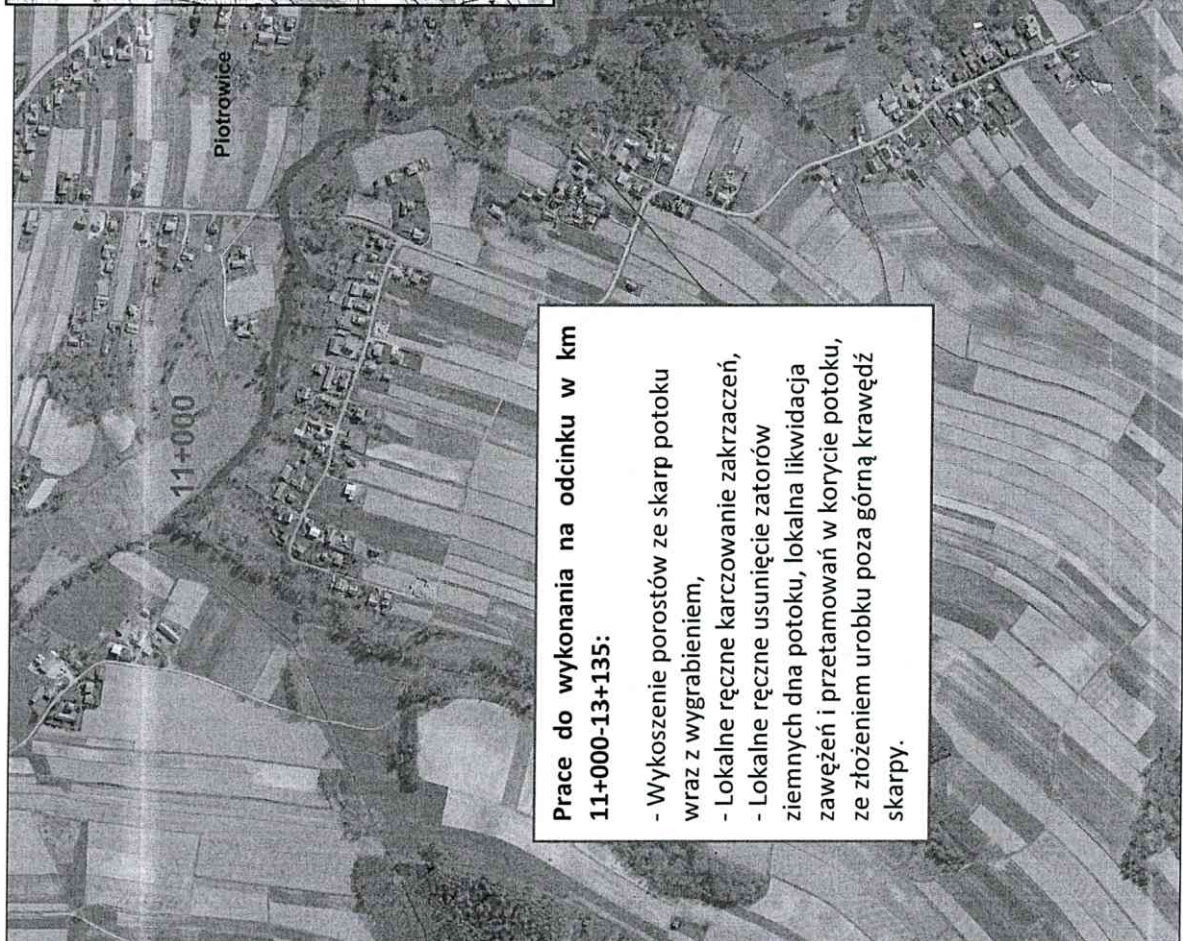 Piotrowice
11+000
Prace do wykonania na odcinku w km
11+000-13+135:
- Wykoszenie porostów ze skarp potoku
wraz z wygrabieniem,
- Lokalne ręczne karczowanie zakrzaczeń,
- Lokalne ręczne usunięcie zatorów
ziemnych dna potoku, lokalna likwidacja
zawężeń i przetamowań w korycie potoku,
ze złożeniem urobku poza górną krawędź
skarpy.